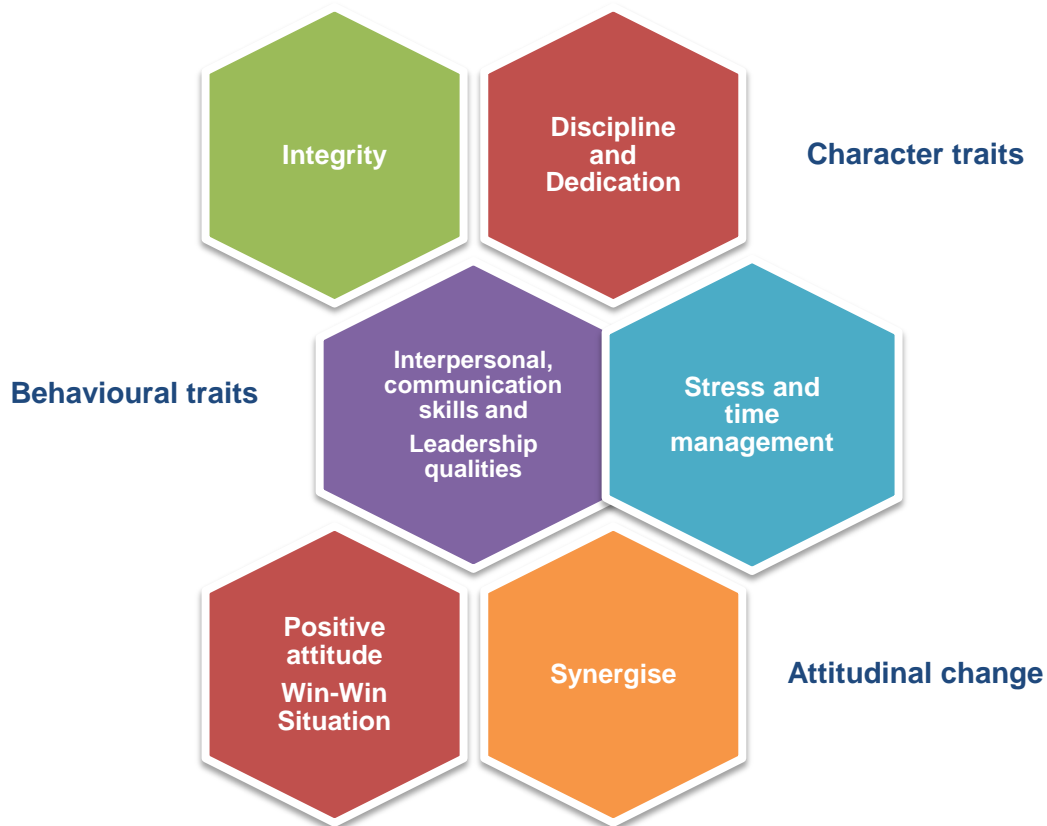 Integrity
Discipline
and
Dedication
Character traits
Behavioural traits
Interpersonal,
communication
skills and
Leadership
qualities
Stress and
time
management
Positive
attitude
Win-Win
Situation
Synergise
Attitudinal change